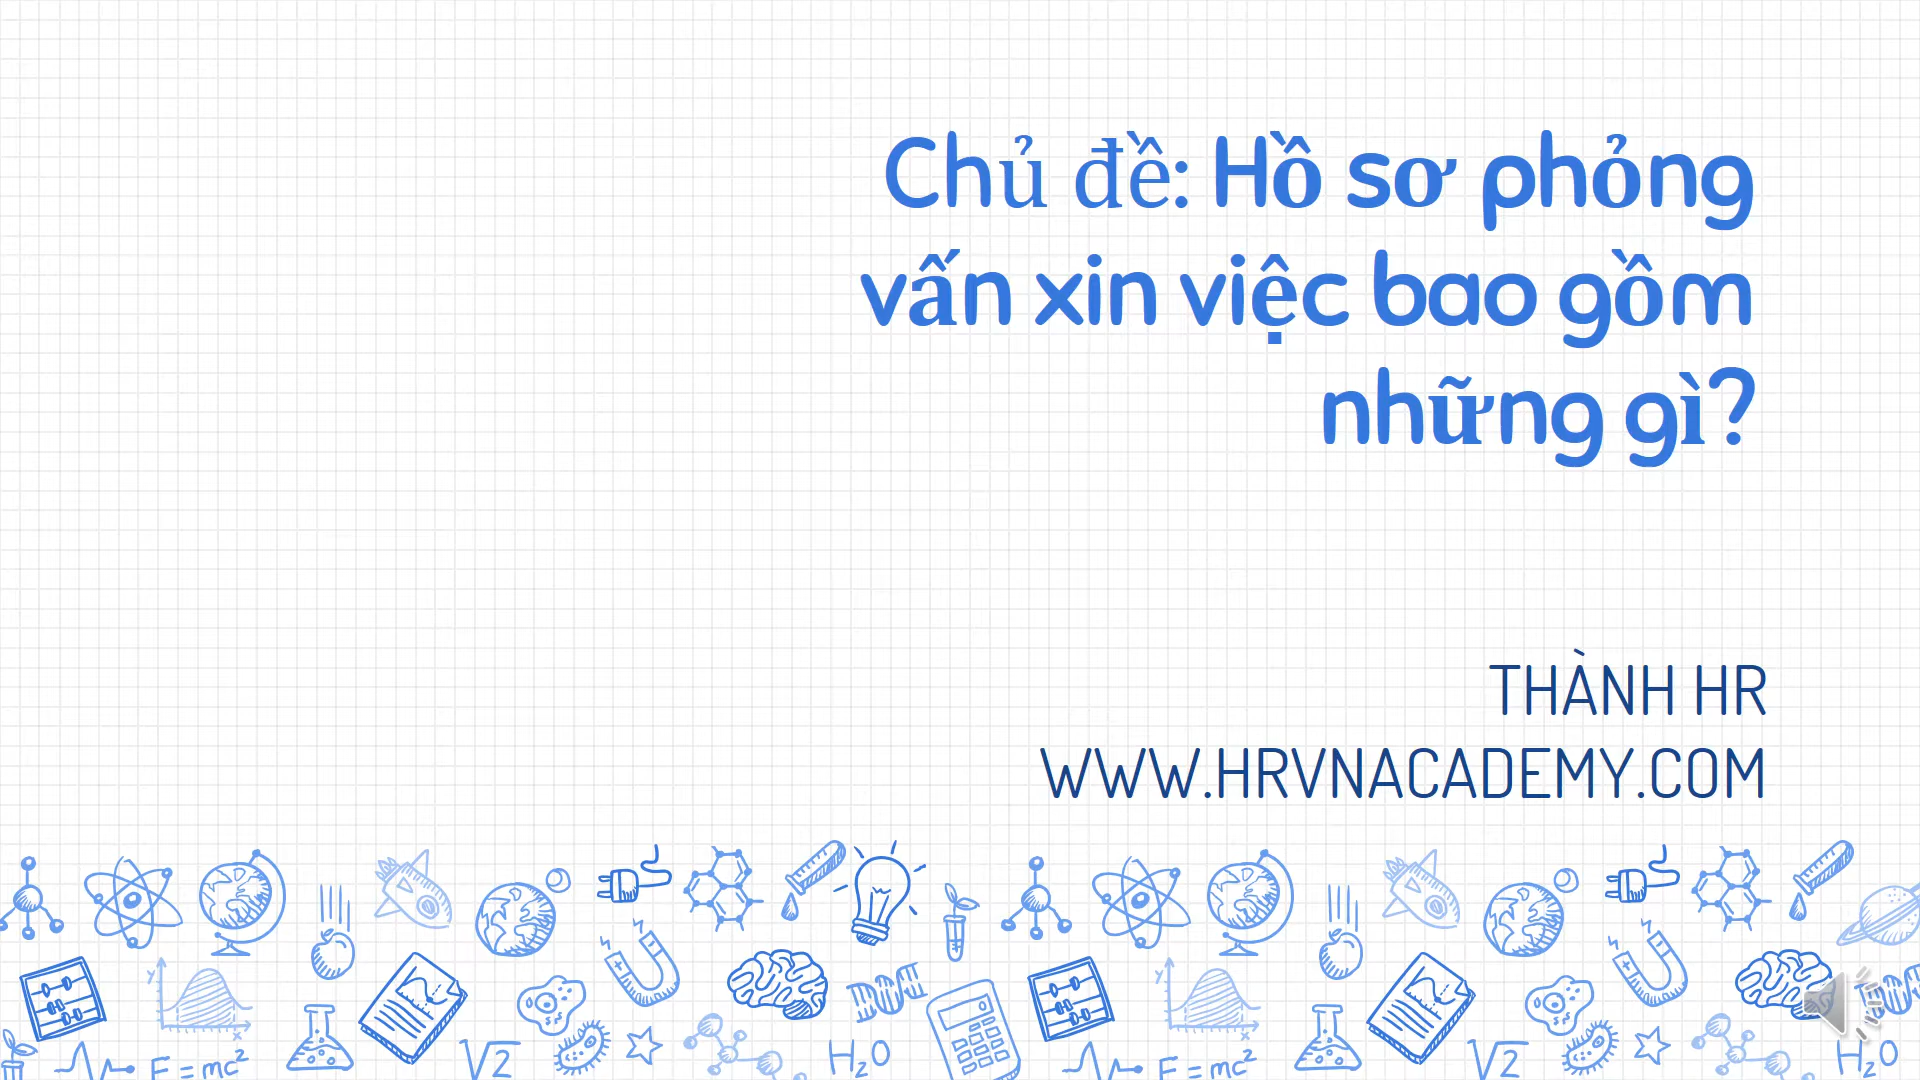 Chủ đề: Hồ sơ phỏng
vấn xin việc bao gồm
những gì?
THÀNH HR
WWW.HRVNACADEMY.COM
y
x
F = mc²
√2
H₂O
y
x
F = mc²
√2
H₂O